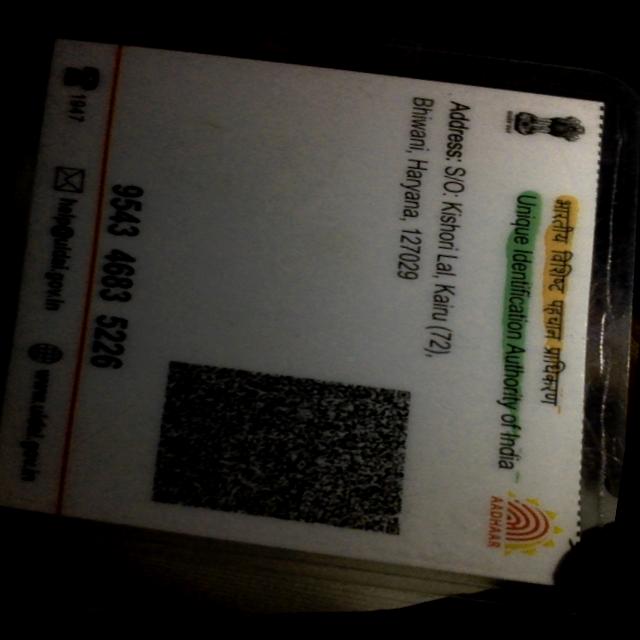 भारतीय विशिष्ट पहचान प्राधिकरण
Unique Identification Authority of India
AADHAAR
Address: S/O. Kishori Lal, Kairu (72),
Bhiwani, Haryana, 127029
9543 4683 5226
1947
help@uidai.gov.in
www.uidai.gov.in